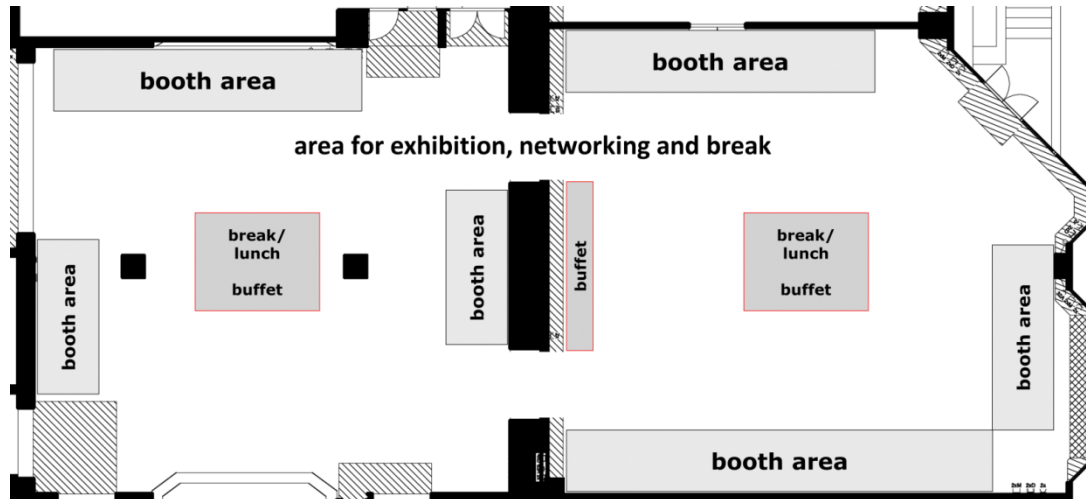 booth area
booth area
area for exhibition, networking and break
break/
lunch
buffet
break/
lunch
buffet
booth area
booth area
buffet
booth area
booth area